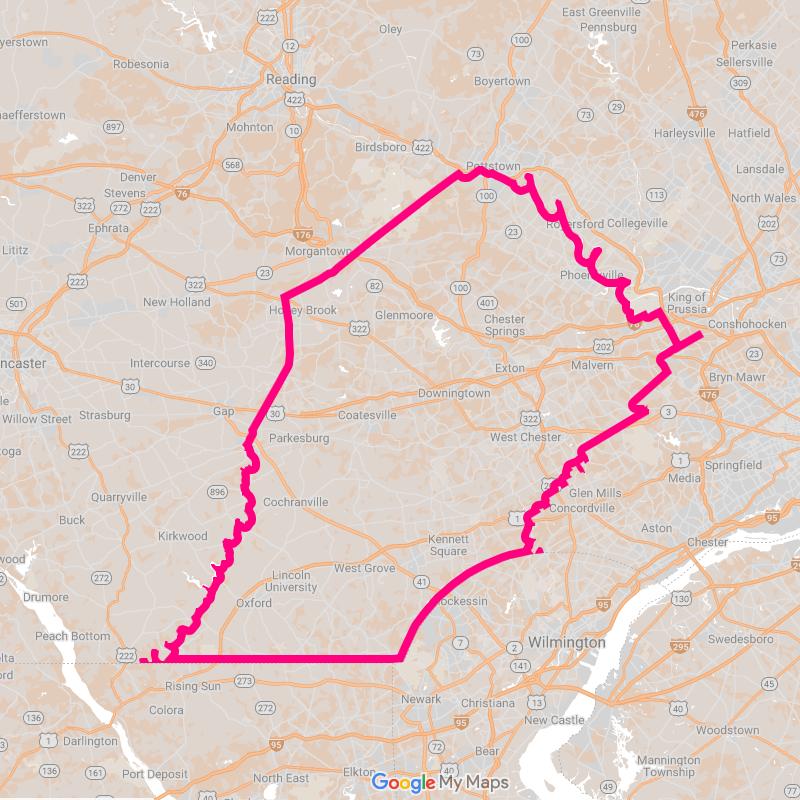 East Greenville
222
Oley
Pennsburg
100
yerstown
12
73
Perkasie
Robesonia
Sellersville
Reading
Boyertown
309
422
29
476
aefferstown
73
897
Mohnton
10
Harleysville
Hatfield
Birdsboro
422
568
Pottstown
Lansdale
Denver
Stevens
76
100
113
North Wales
322
272
222
202
Ephrata
23
Collegeville
176
Lititz
Morgantown
73
222
322
23
82
100
401
King of
Prussia
501
New Holland
Honey Brook
322
Glenmoore
Chester
Springs
Conshohocken
76
202
23
ncaster
Intercourse
340
Exton
Malvern
Bryn Mawr
30
Downingtown
476
Willow Street
Strasburg
Gap
30
Coatesville
322
3
222
Parkesburg
West Chester
1
Springfield
Media
Quarryville
896
Cochranville
Glen Mills
Concordville
Buck
1
95
Kirkwood
Kennett
Square
Aston
Chester
272
West Grove
Lincoln
University
41
Drumore
Oxford
130
95
Peach Bottom
7
Wilmington
Swedesboro
222
2
295
141
Rising Sun
273
Newark
45
Colora
272
Christiana
13
40
136
95
New Castle
Woodstown
1
Darlington
72
Bear
136
161
Port Deposit
North East
Elkton
40
Mannington
Township
49
77
Google My Maps